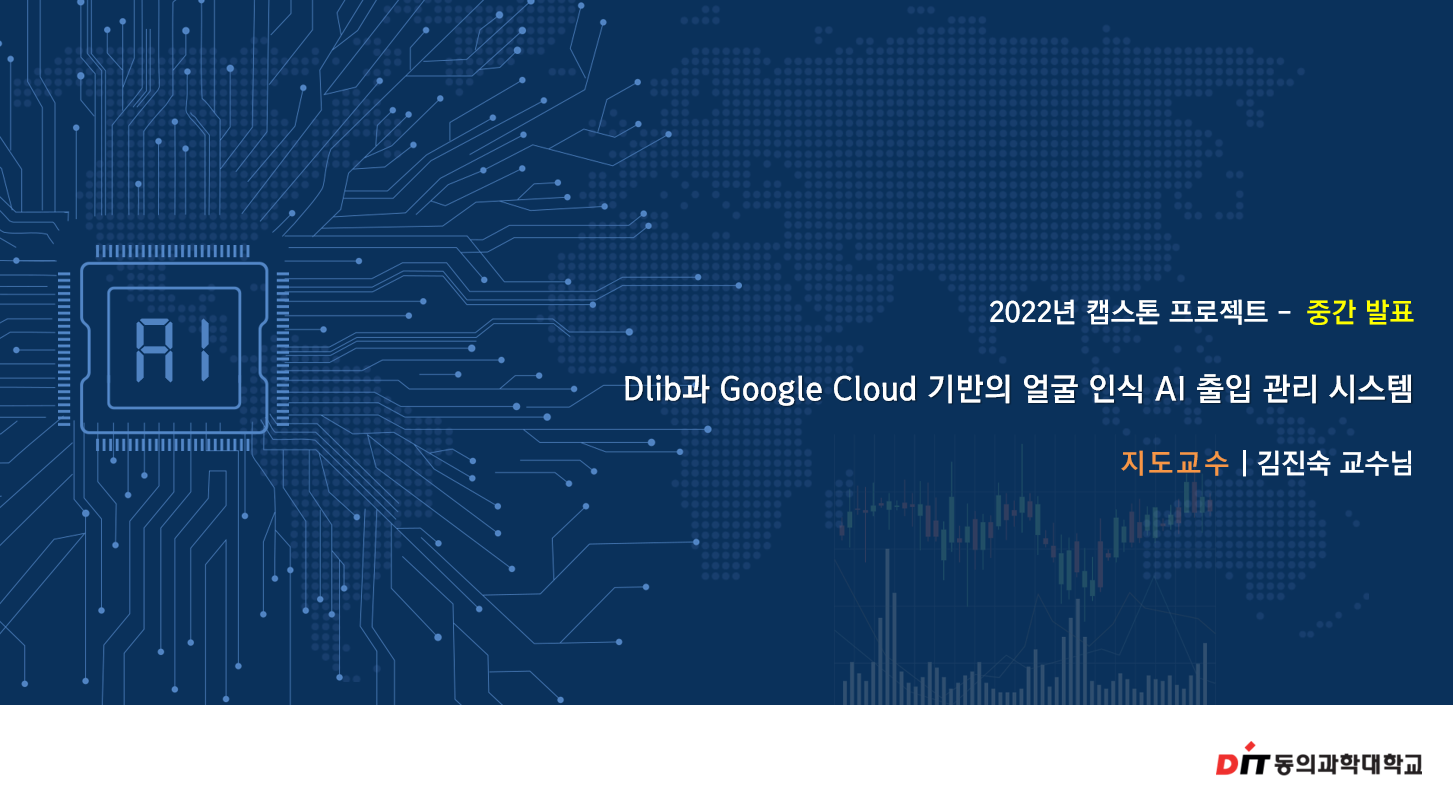 AI
2022년 캡스톤 프로젝트 – 중간 발표
Dlib과 Google Cloud 기반의 얼굴 인식 AI 출입 관리 시스템
지도교수 | 김진숙 교수님
DIT 동의과학대학교